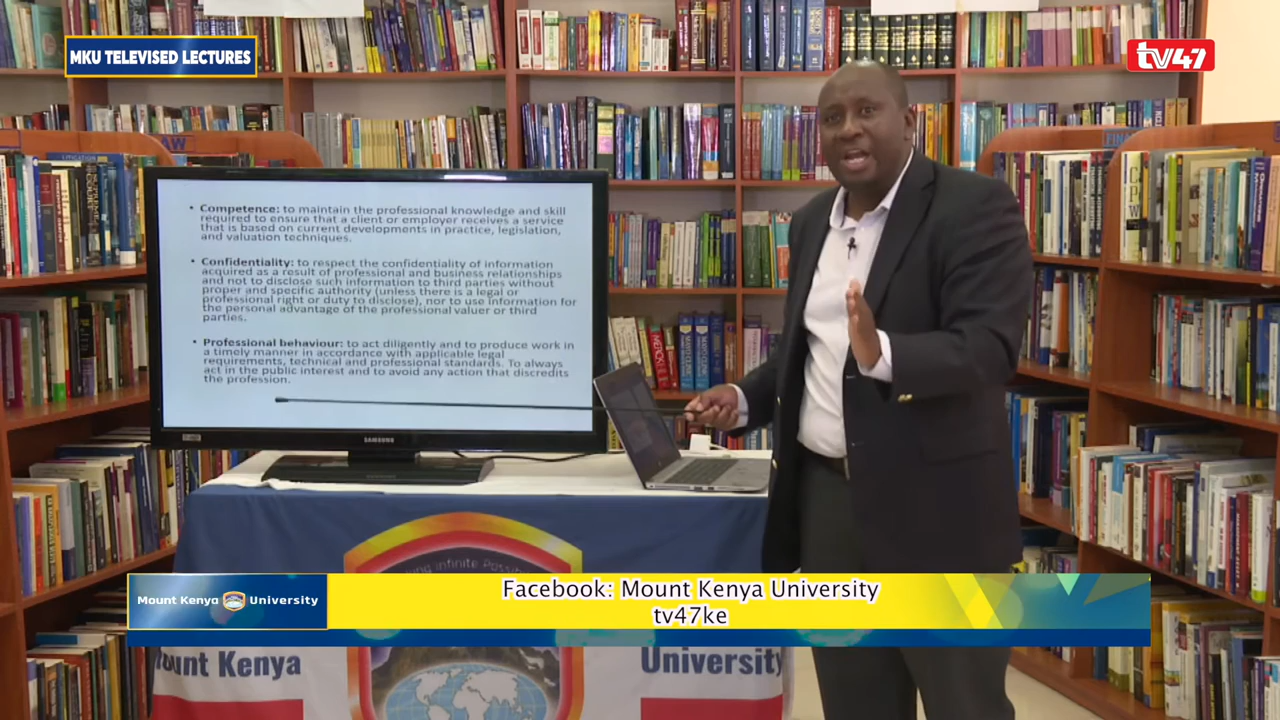 MKU TELEVISED LECTURES
tv47
• Competence: to maintain the professional knowledge and skill
required to ensure that a client or employer receives a service
that is based on current developments in practice, legislation,
and valuation techniques.
• Confidentiality: to respect the confidentiality of information
acquired as a result of professional and business relationships
and not to disclose such information to third parties without
proper and specific authority (unless there is a legal or
professional right or duty to disclose), nor to use information for
the personal advantage of the professional valuer or third
parties.
• Professional behaviour: to act diligently and to produce work in
a timely manner in accordance with applicable legal
requirements, technical and professional standards. To always
act in the public interest and to avoid any action that discredits
the profession.
SAMSUNG
Mount Kenya University
Facebook: Mount Kenya University
tv47ke
Mount Kenya
University